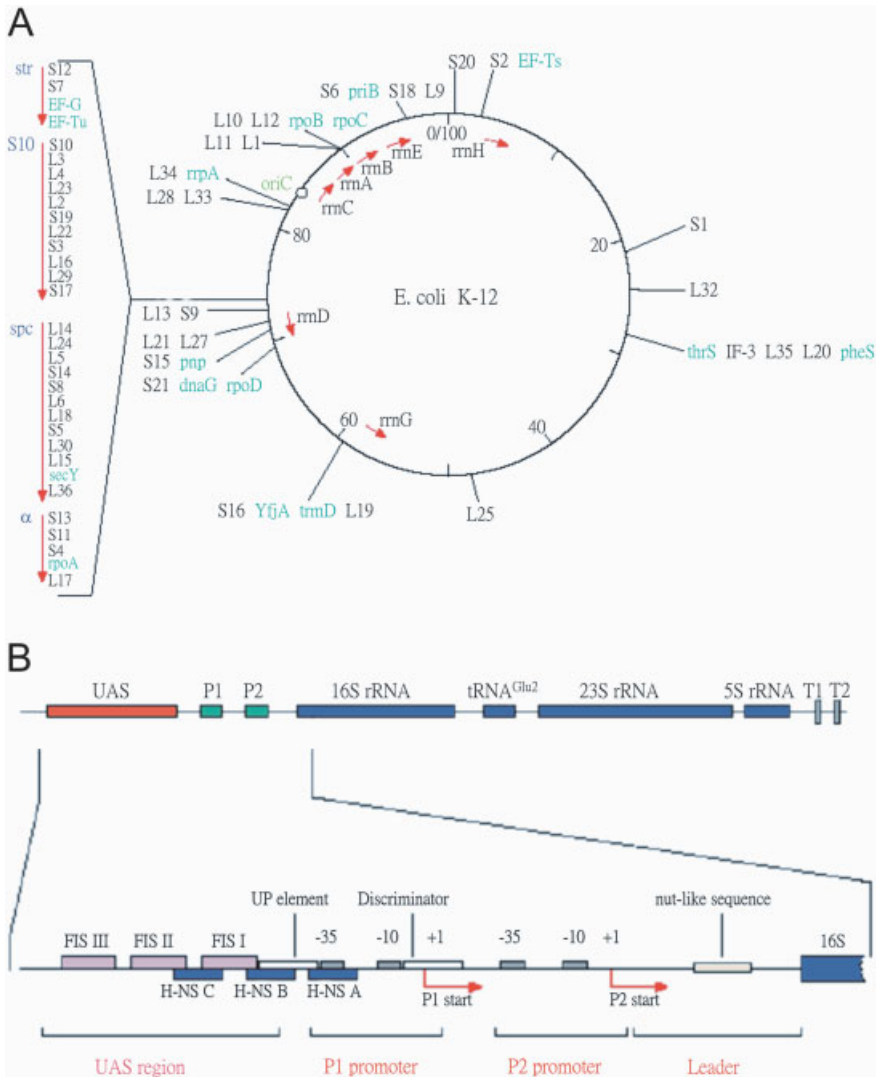 A
str
S12
S7
EF-G
EF-Tu
S10
S10
L3
L4
L23
L2
S19
L22
S3
L16
L29
S17
spc
L14
L24
L5
S14
S8
L6
L18
S5
L30
L15
secY
L36
α
S13
S11
S4
rpoA
L17
S20 S2 EF-Ts
S6 priB S18 L9
L10 L12 rpoB rpoC
L11 L1
L34 rrpA
L28 L33
oriC
0/100
rrnE
rrnH
rrnB
rrnA
rrnC
80
20
S1
E. coli K-12
L32
L13 S9
rrnD
L21 L27
S15 pnp
S21 dnaG rpoD
thrS IF-3 L35 L20 pheS
60
rrnG
40
S16 YfjA trmD L19
L25
B
UAS P1 P2 16S rRNA tRNA^Glu2 23S rRNA 5S rRNA T1 T2
UP element Discriminator nut-like sequence
FIS III FIS II FIS I -35 -10 +1 -35 -10 +1 16S
H-NS C H-NS B H-NS A P1 start P2 start
UAS region P1 promoter P2 promoter Leader